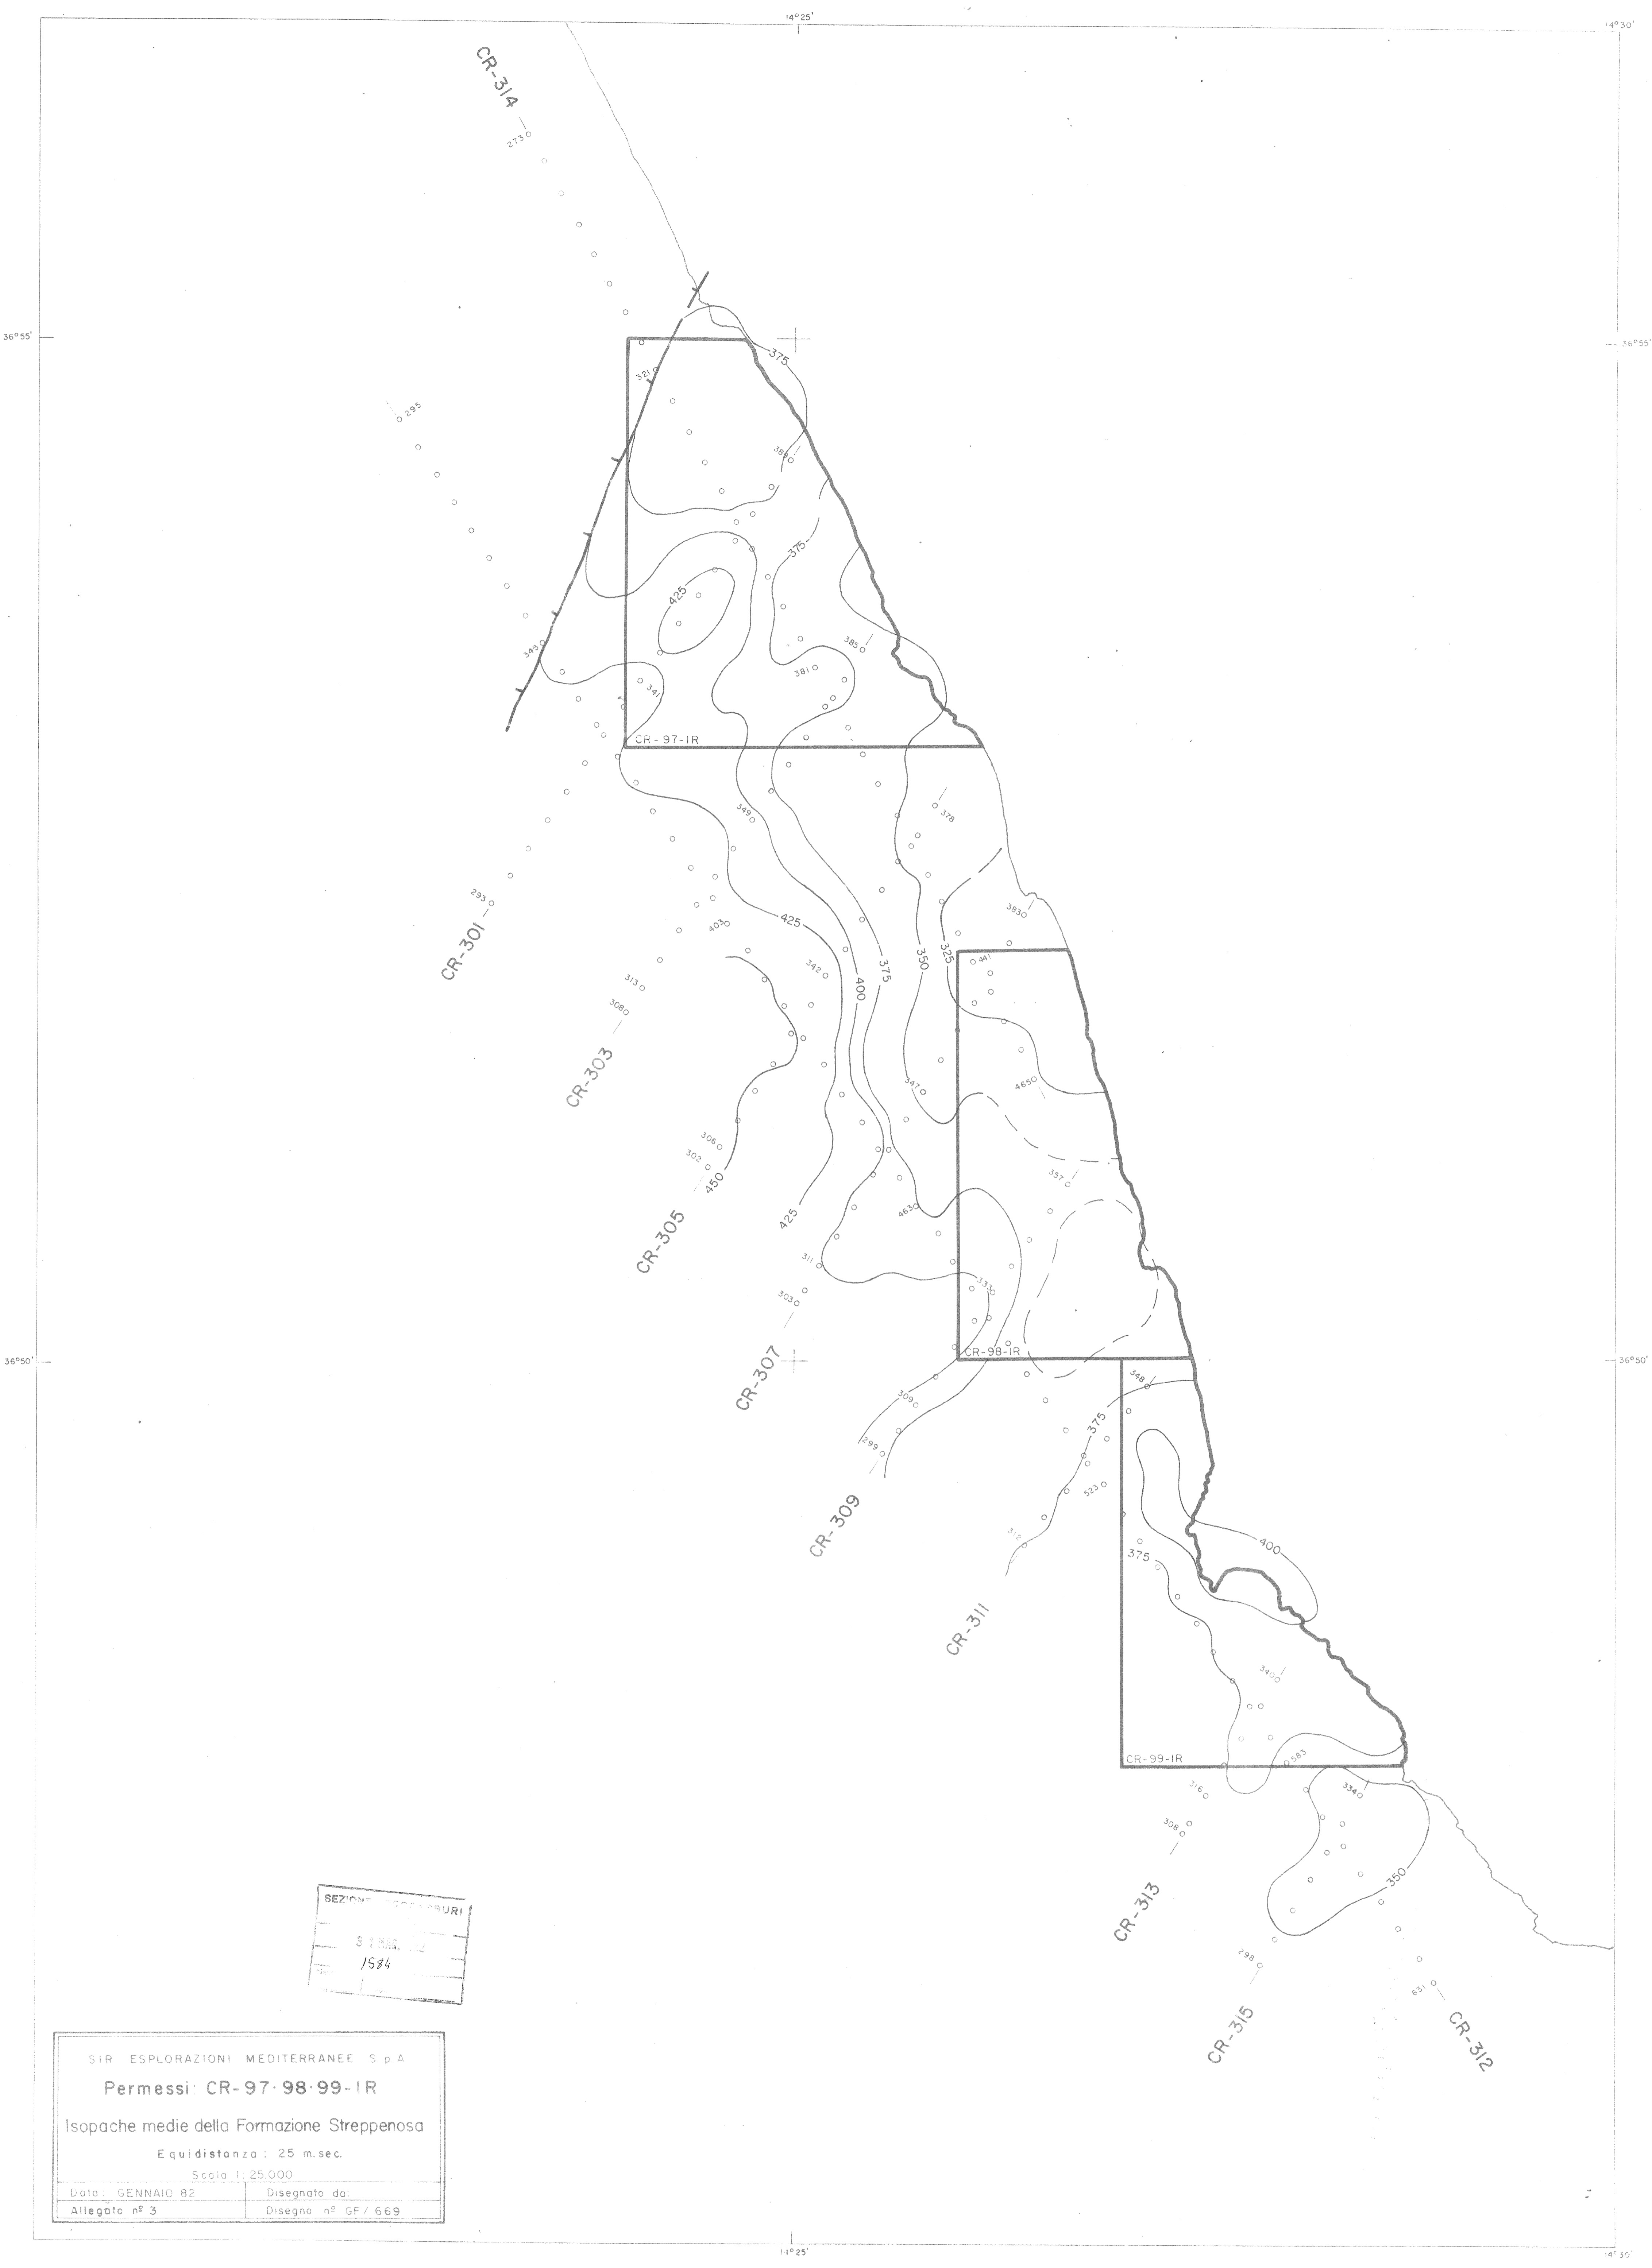 14°25'
14°30'
CR-314
273
36°55'
36°55'
375
321
295
389
375
425
385
343
381
341
CR-97-IR
349
378
293
383
403
425
CR-301
350
325
441
342
375
400
313
308
CR-303
347
465
306
302
450
357
463
425
CR-305
311
333
303
36°50'
CR-98-IR
36°50'
CR-307
348
309
375
299
523
CR-309
312
400
375
CR-311
340
383
CR-99-IR
316
334
308
350
CR-313
298
631
CR-315
CR-312
SEZIONE
1584
SIR ESPLORAZIONI MEDITERRANEE S.p.A
Permessi: CR-97·98·99-IR
Isopache medie della Formazione Streppenosa
Equidistanza: 25 m.sec.
Scala 1:25.000
Data: GENNAIO 82
Disegnato da:
Allegato nº 3
Disegno nº GF/669
14°25'
14°30'